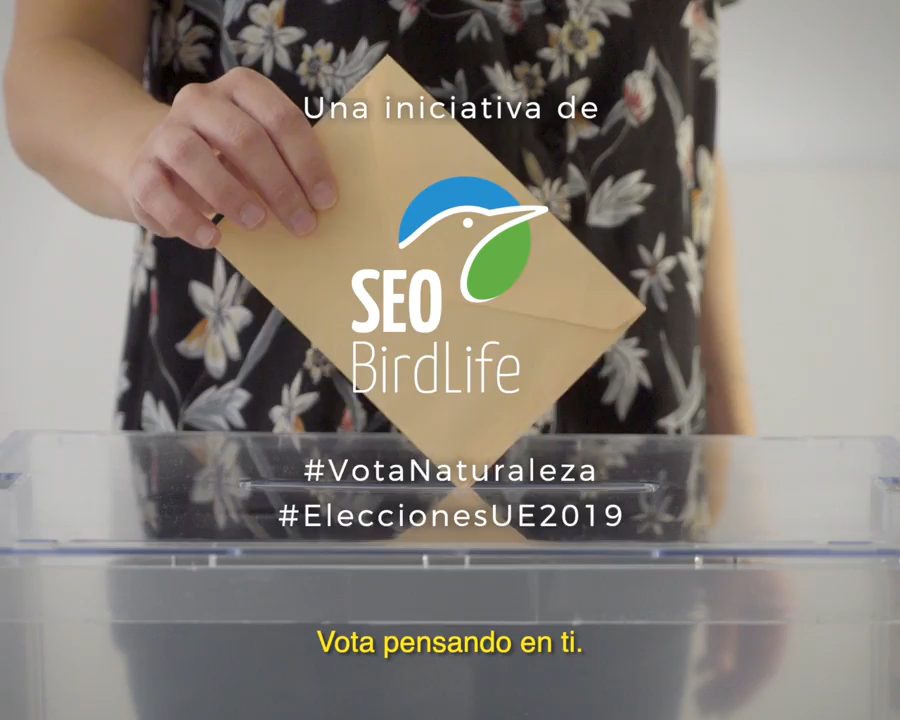 Una iniciativa de
SEO
BirdLife
#VotaNaturaleza
#EleccionesUE2019
Vota pensando en ti.